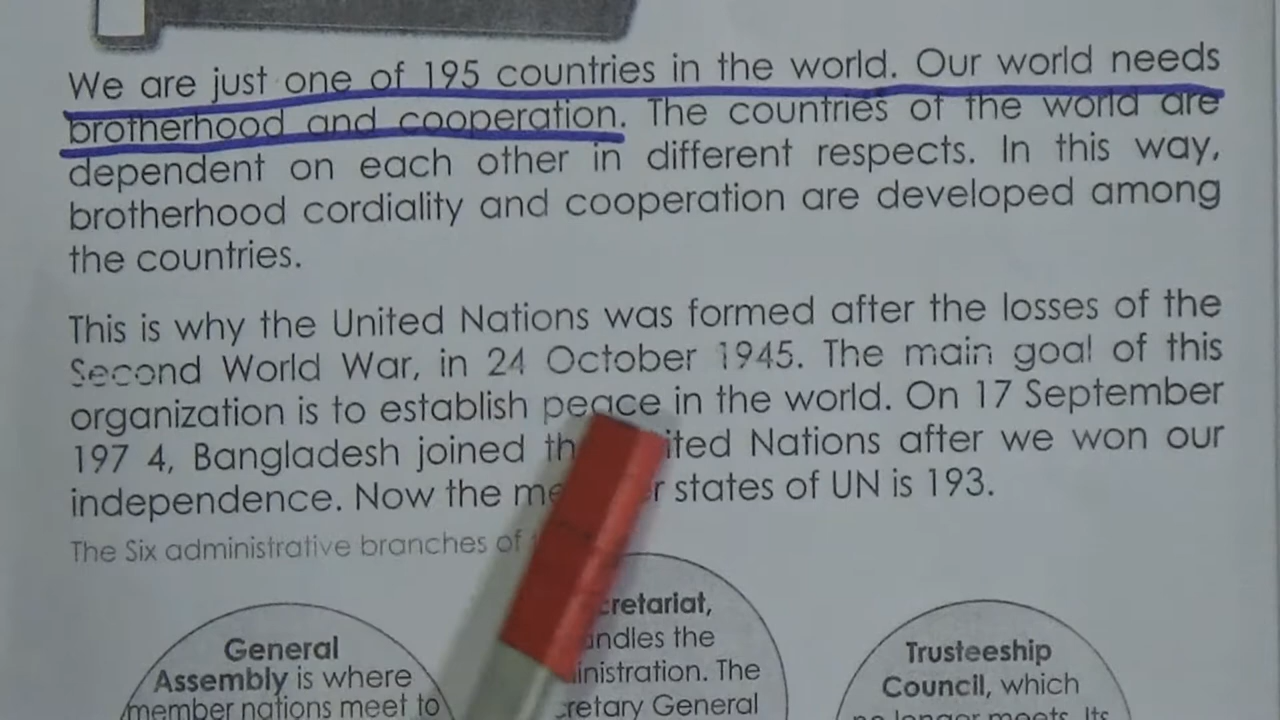 We are just one of 195 countries in the world. Our world needs
brotherhood and cooperation. The countries of the world are
dependent on each other in different respects. In this way,
brotherhood cordiality and cooperation are developed among
the countries.
This is why the United Nations was formed after the losses of the
Second World War, in 24 October 1945. The main goal of this
organization is to establish peace in the world. On 17 September
197 4, Bangladesh joined Nations after we won our
independence. Now the states of UN is 193.
The Six administrative branches of
General
Assembly is where
member nations meet to
cretariat,
ndles the
inistration. The
retary General
Trusteeship
Council, which
no longer meets. Its